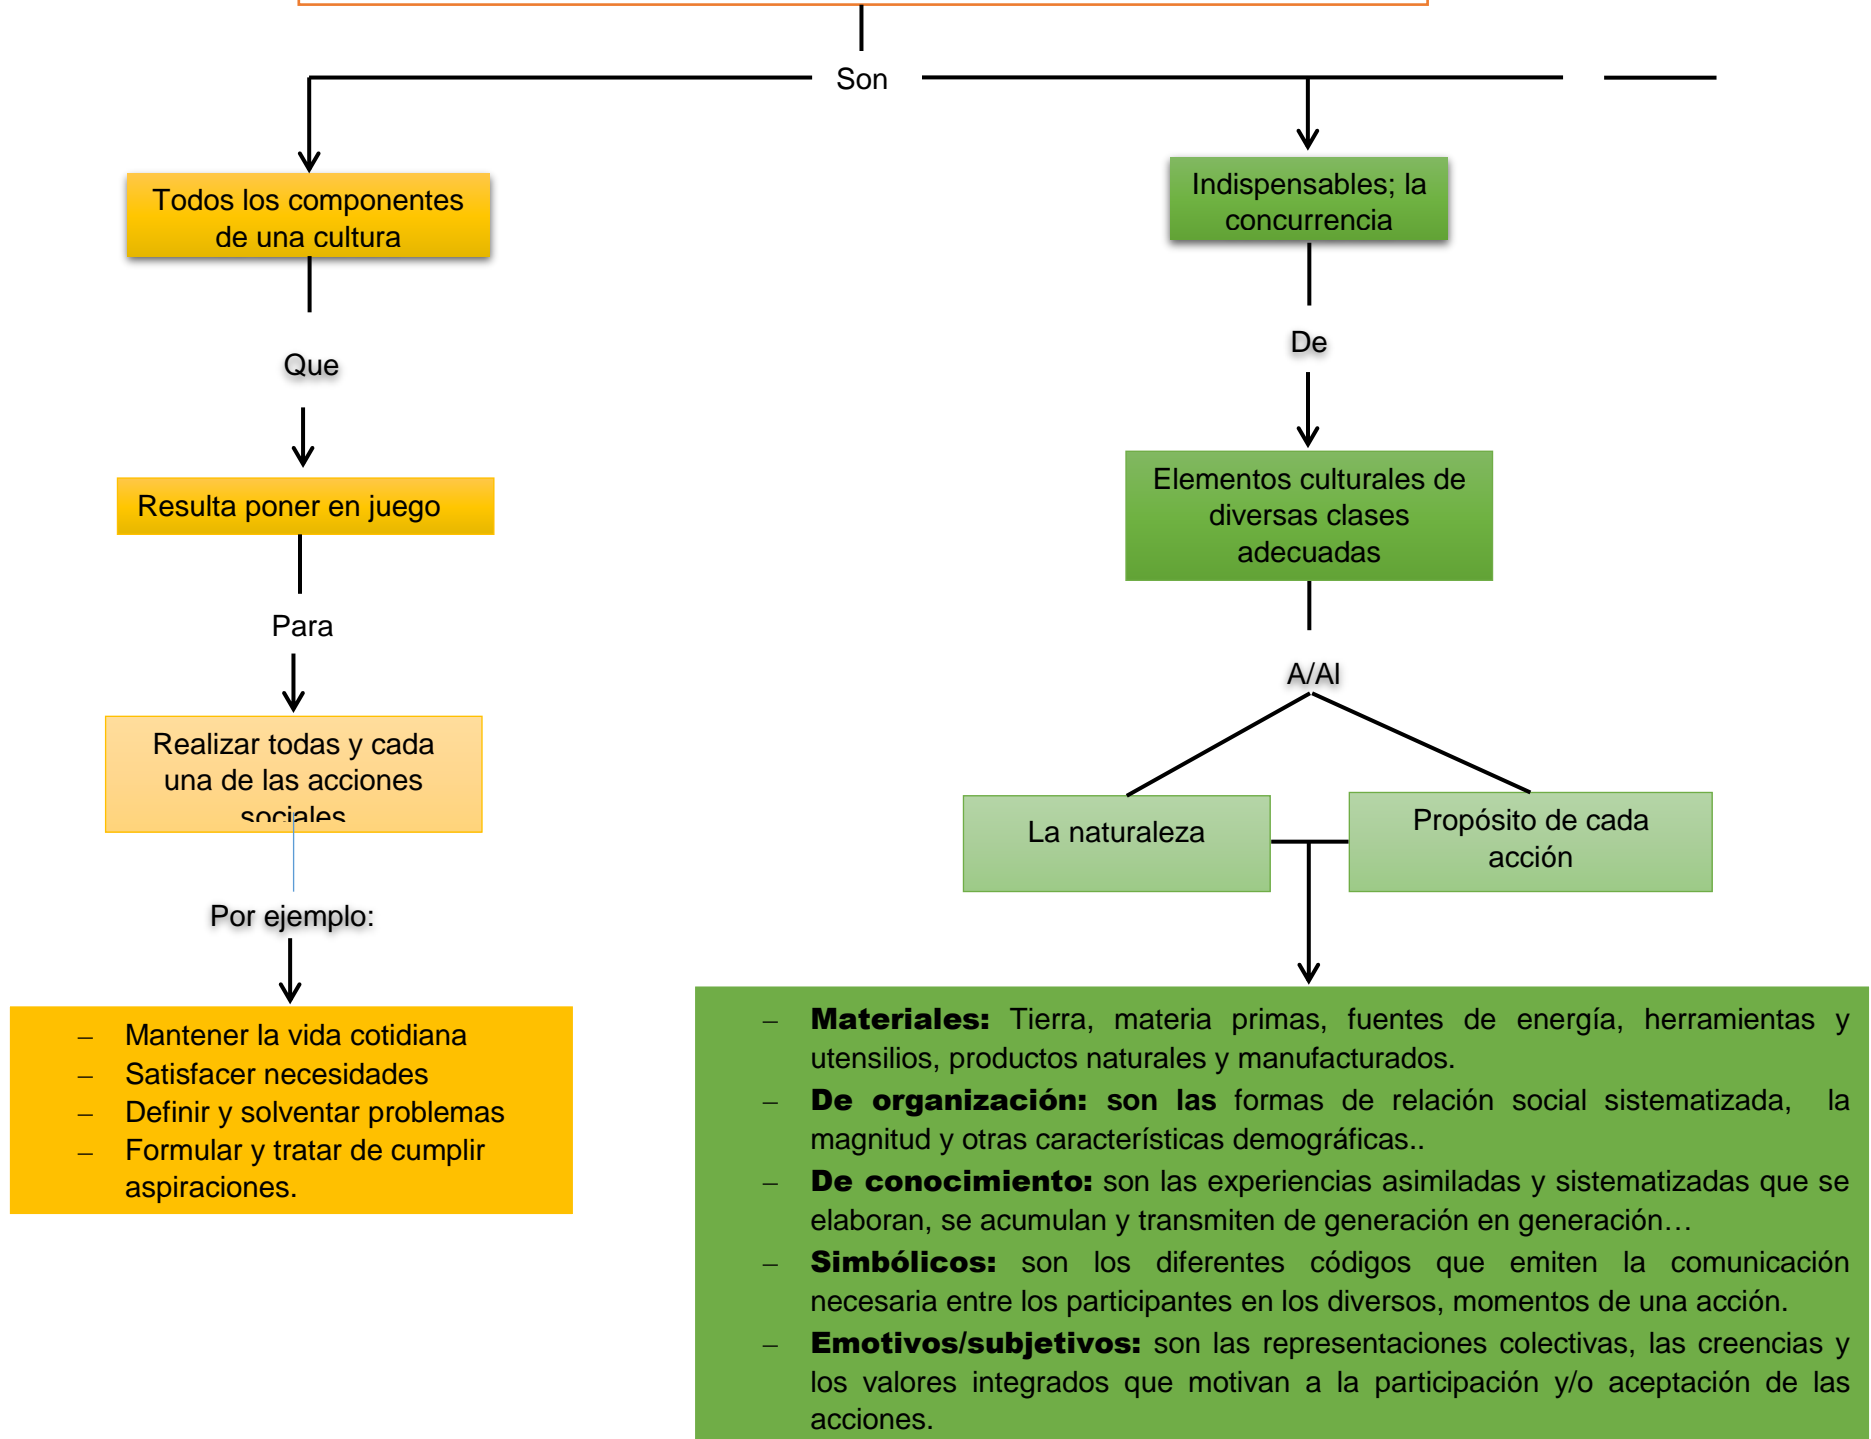 Son
Todos los componentes
de una cultura
Que
Resulta poner en juego
Para
Realizar todas y cada
una de las acciones
sociales
Por ejemplo:
– Mantener la vida cotidiana
– Satisfacer necesidades
– Definir y solventar problemas
– Formular y tratar de cumplir
aspiraciones.
Indispensables; la
concurrencia
De
Elementos culturales de
diversas clases
adecuadas
A/Al
La naturaleza
Propósito de cada
acción
– Materiales: Tierra, materia primas, fuentes de energía, herramientas y
utensilios, productos naturales y manufacturados.
– De organización: son las formas de relación social sistematizada, la
magnitud y otras características demográficas..
– De conocimiento: son las experiencias asimiladas y sistematizadas que se
elaboran, se acumulan y transmiten de generación en generación…
– Simbólicos: son los diferentes códigos que emiten la comunicación
necesaria entre los participantes en los diversos, momentos de una acción.
– Emotivos/subjetivos: son las representaciones colectivas, las creencias y
los valores integrados que motivan a la participación y/o aceptación de las
acciones.